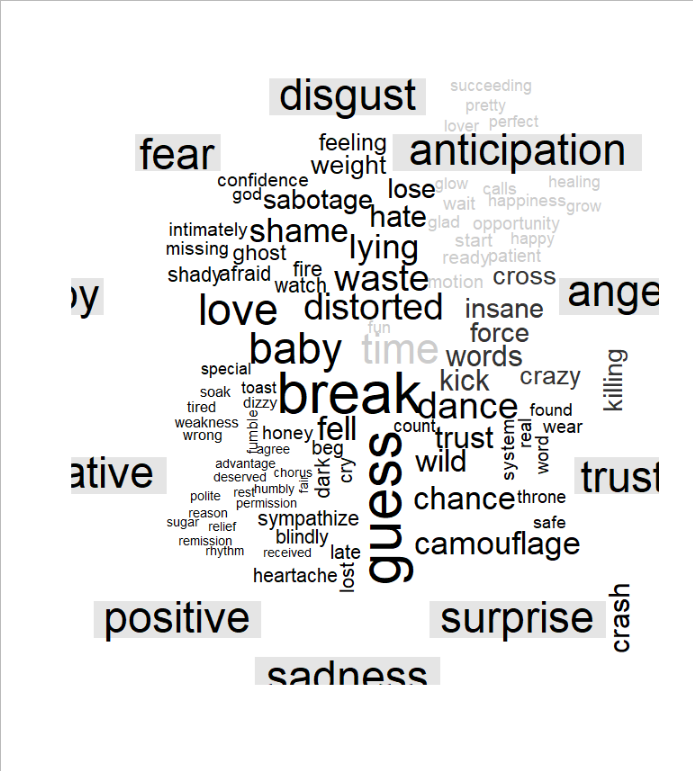 disgust
succeeding
pretty
lover perfect
fear
feeling
anticipation
weight
confidence
lose
glow
calls
healing
god
sabotage
wait
happiness
grow
hate
glad
opportunity
intimately
shame
start
happy
missing
ghost
lying
ready
patient
shady
afraid
fire
watch
waste
motion
cross
oy
ange
love
distorted
insane
fun
force
baby
time
words
special
kick
crazy
killing
soak
toast
break
tired
dizzy
dance
found
weakness
fumble
honey
fell
count
trust
system
real
wear
wrong
agree
beg
word
advantage
chorus
dark
cry
guess
wild
ative
trust
deserved
fair
polite
rest
humbly
permission
chance
throne
reason
sugar
relief
sympathize
safe
remission
blindly
camouflage
rhythm
received
late
heartache
lost
positive
surprise
crash
sadness